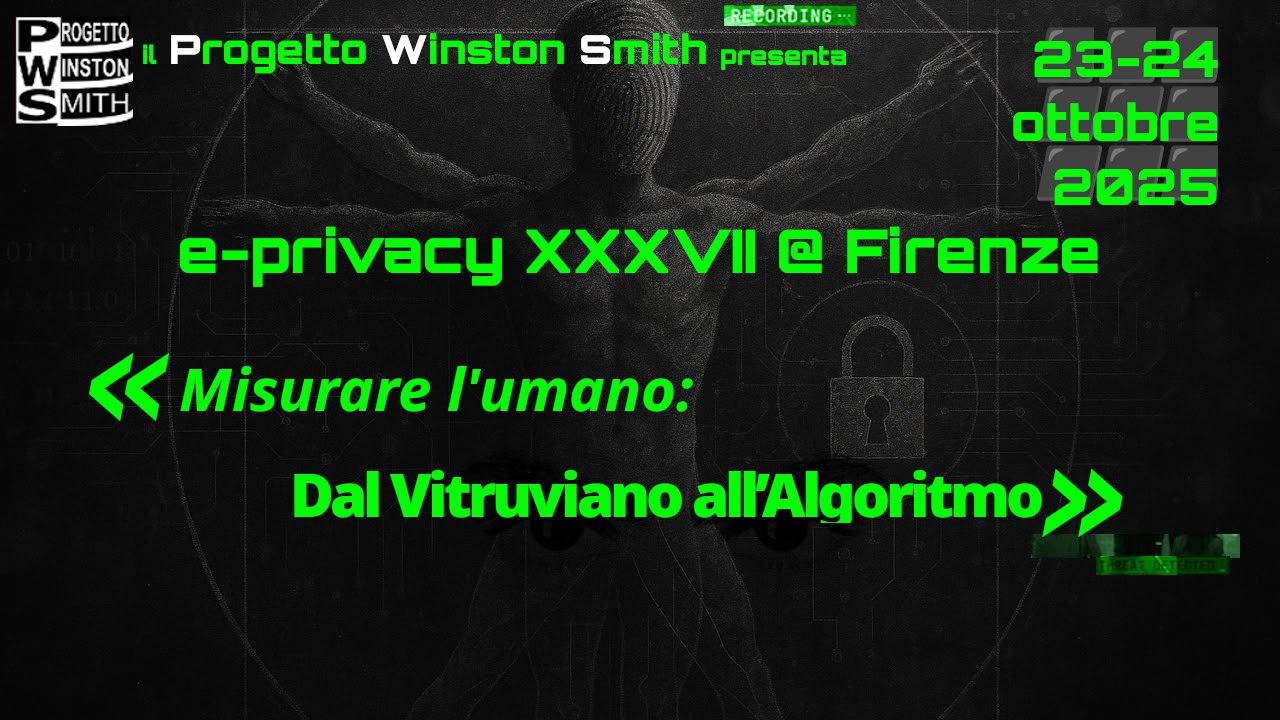 RECORDING ...
PROGETTO
WINSTON
SMITH
il Progetto Winston Smith presenta
23-24
ottobre
2025
e-privacy XXXVII @ Firenze
« Misurare l'umano:
Dal Vitruviano all’Algoritmo »
THREAT DETECTED